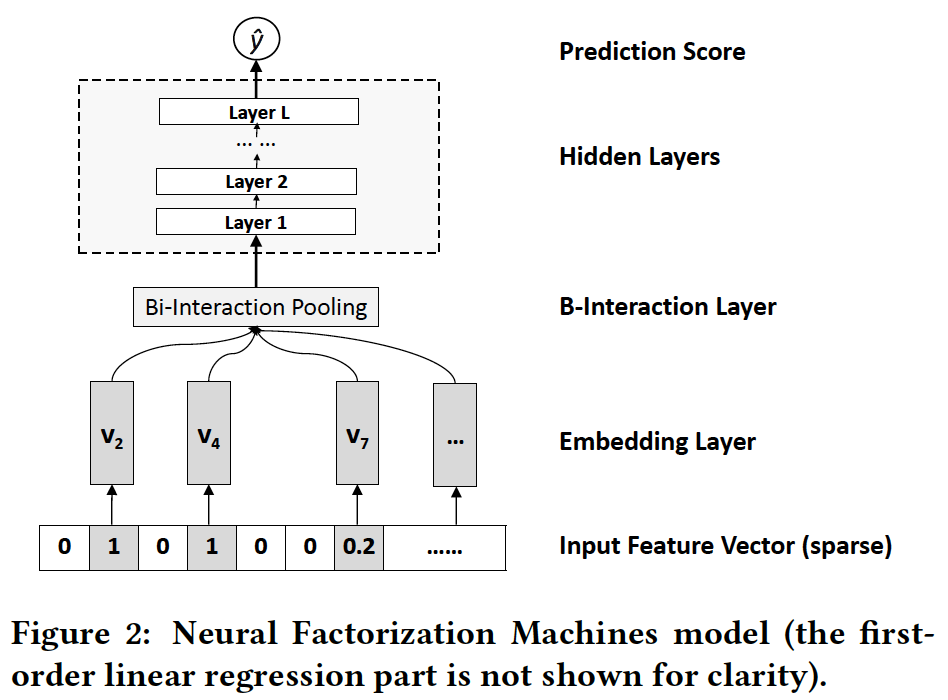 ŷ
Prediction Score
Layer L
... ...
Hidden Layers
Layer 2
Layer 1
Bi-Interaction Pooling
B-Interaction Layer
V2 V4 V7 ...
Embedding Layer
0 1 0 1 0 0 0.2 ......
Input Feature Vector (sparse)
Figure 2: Neural Factorization Machines model (the first-
order linear regression part is not shown for clarity).